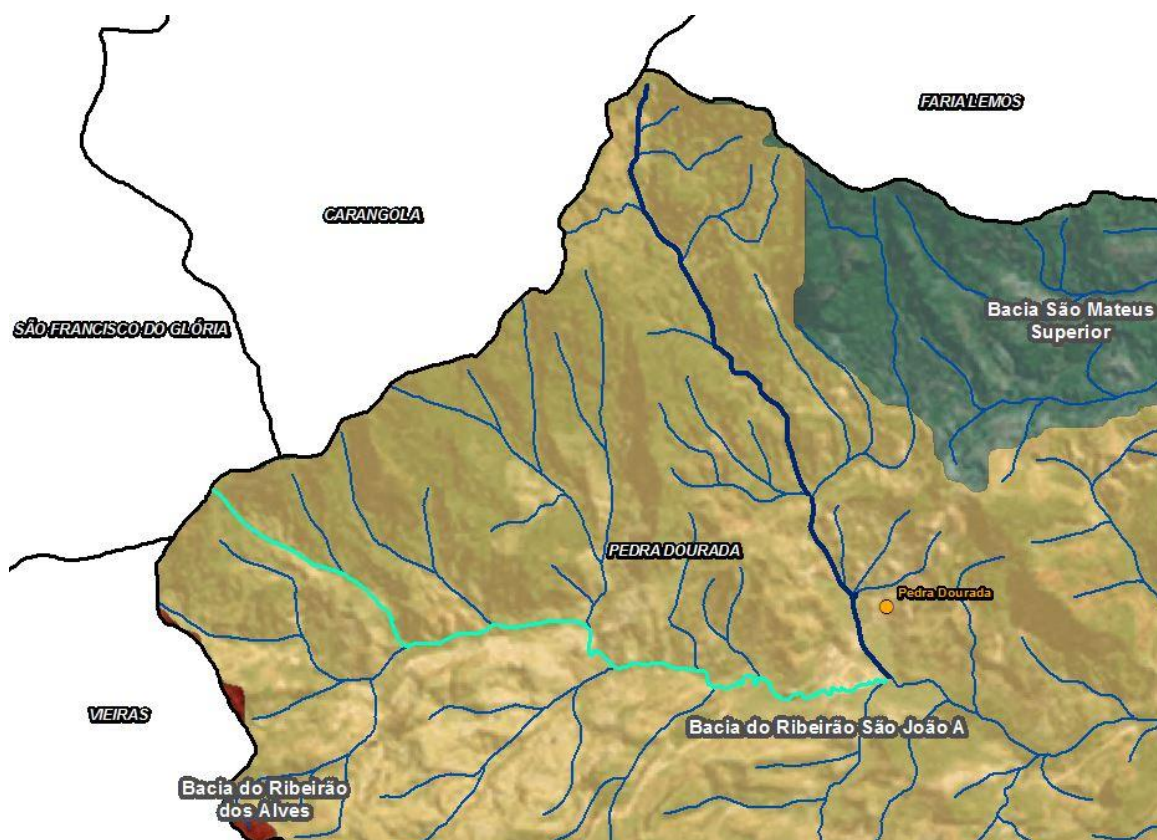 FARIA LEMOS
CARANGOLA
SÃO FRANCISCO DO GLÓRIA
Bacia São Mateus
Superior
PEDRA DOURADA
Pedra Dourada
VIEIRAS
Bacia do Ribeirão São João A
Bacia do Ribeirão
dos Alves